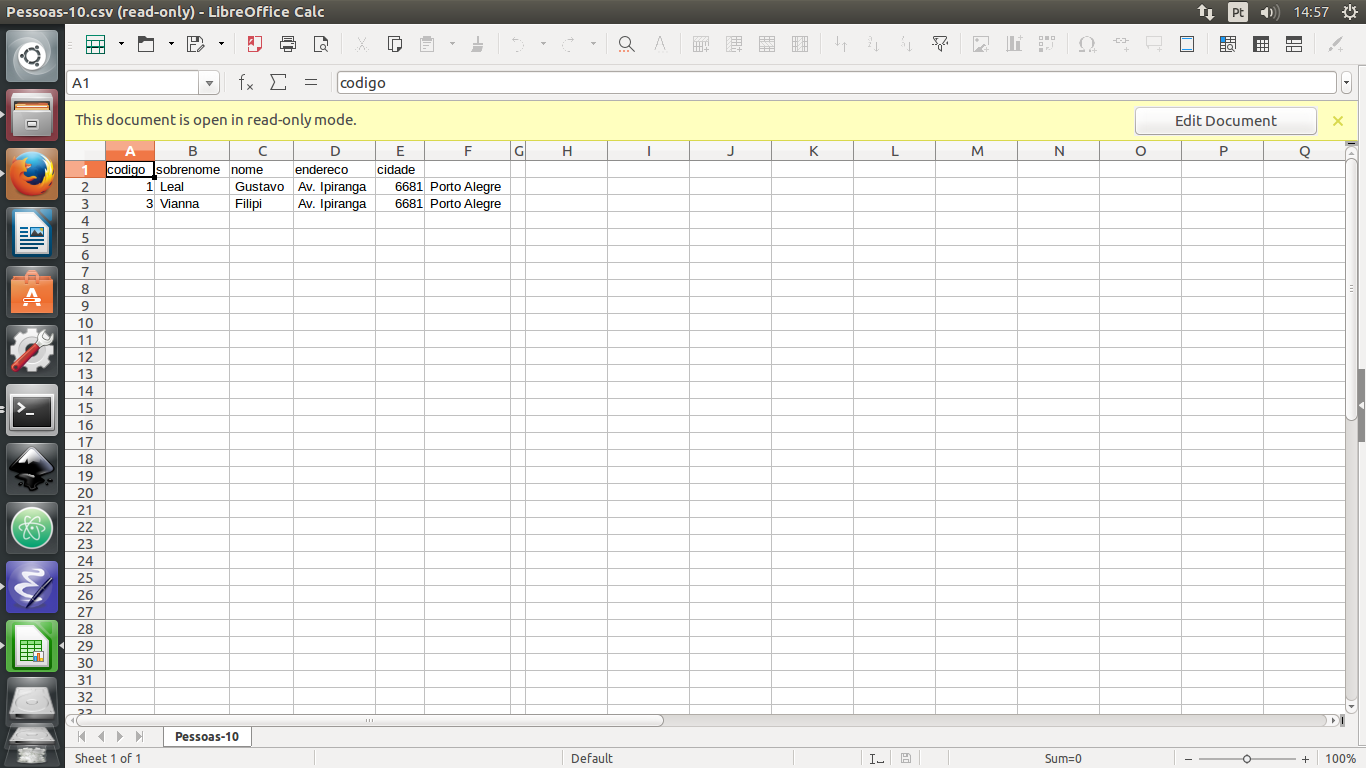 Pessoas-10.csv (read-only) - LibreOffice Calc
Pt
14:57
A1
codigo
This document is open in read-only mode.
Edit Document
A B C D E F G H I J K L M N O P Q
1 codigo sobrenome nome endereco cidade
2 1 Leal Gustavo Av. Ipiranga 6681 Porto Alegre
3 3 Vianna Filipi Av. Ipiranga 6681 Porto Alegre
4
5
6
7
8
9
10
11
12
13
14
15
16
17
18
19
20
21
22
23
24
25
26
27
28
29
30
31
32
33
Pessoas-10
Sheet 1 of 1
Default
Sum=0
100%